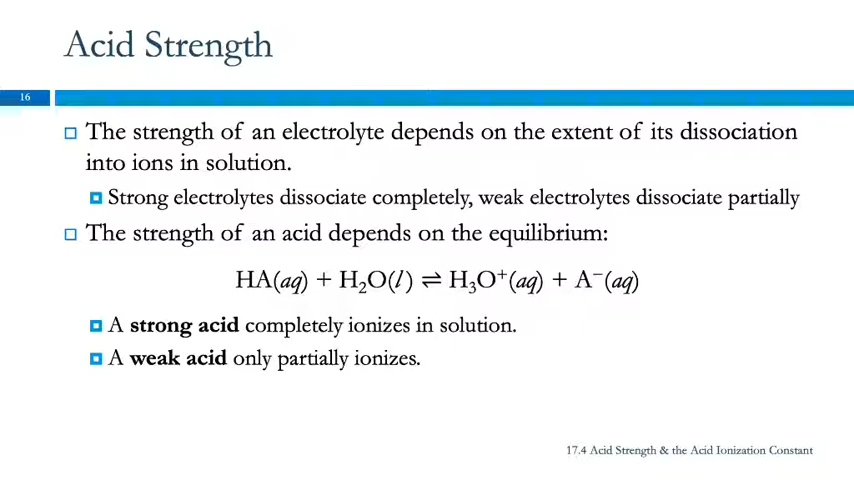 Acid Strength
16
The strength of an electrolyte depends on the extent of its dissociation
into ions in solution.
Strong electrolytes dissociate completely, weak electrolytes dissociate partially
The strength of an acid depends on the equilibrium:
HA(aq) + H₂O(l) ⇌ H₃O⁺(aq) + A⁻(aq)
A strong acid completely ionizes in solution.
A weak acid only partially ionizes.
17.4 Acid Strength & the Acid Ionization Constant